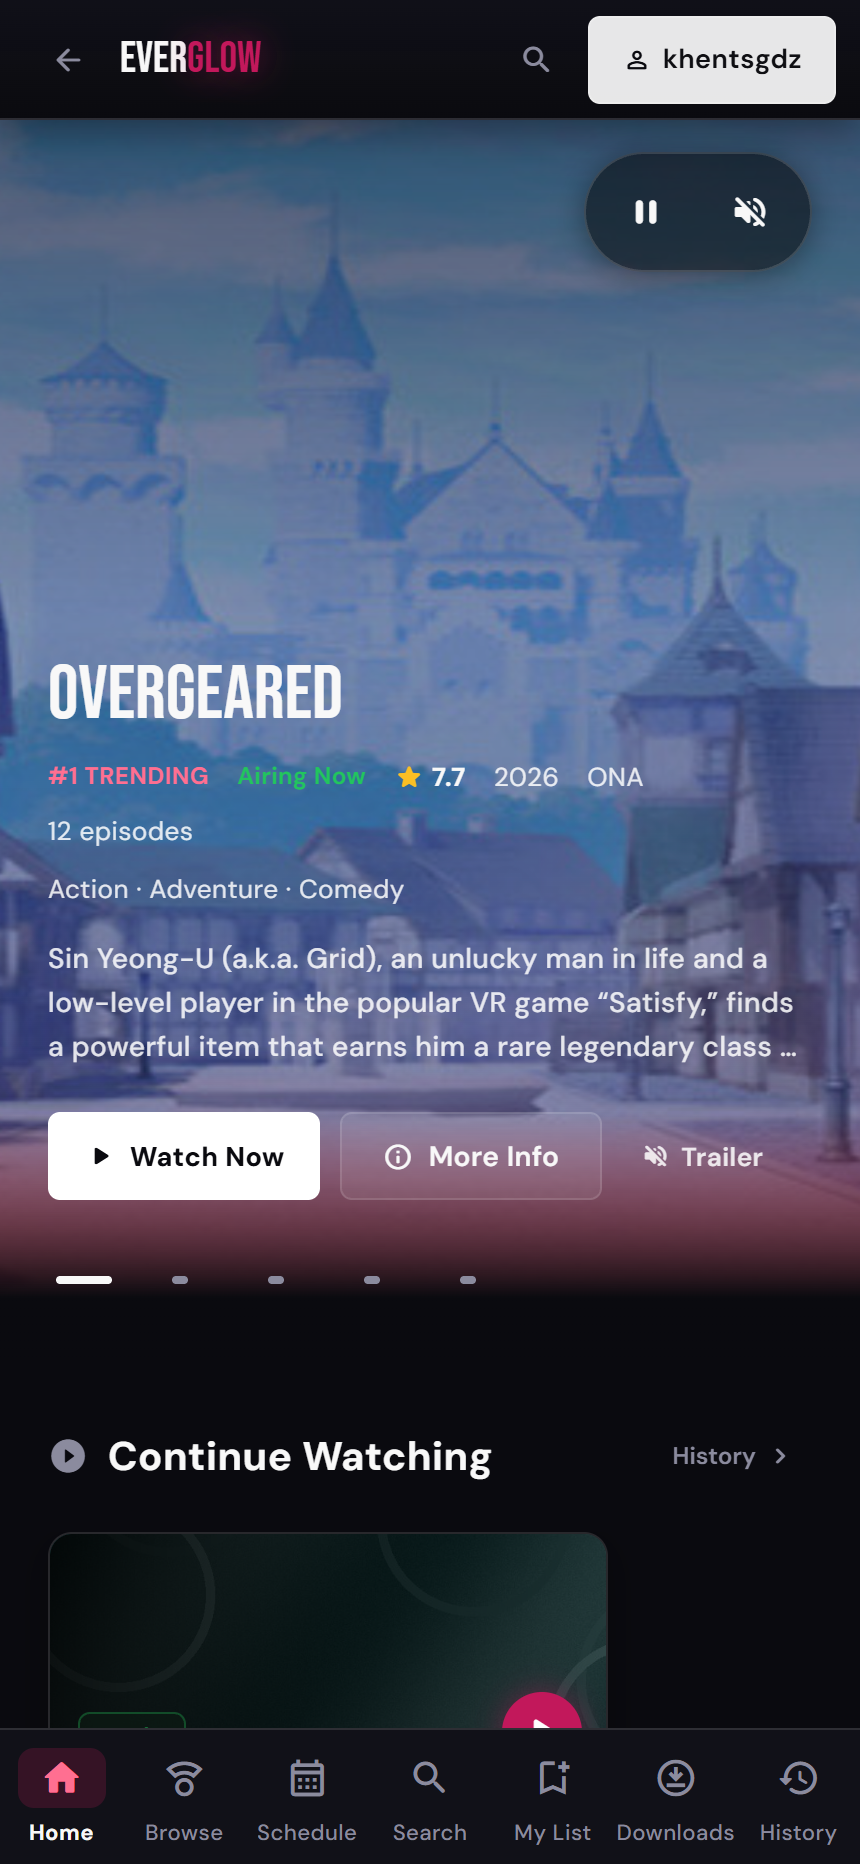 EVERGLOW
khentsgdz
OVERGEARED
#1 TRENDING Airing Now 7.7 2026 ONA
12 episodes
Action · Adventure · Comedy
Sin Yeong-U (a.k.a. Grid), an unlucky man in life and a
low-level player in the popular VR game “Satisfy,” finds
a powerful item that earns him a rare legendary class ...
Watch Now More Info Trailer
Continue Watching History
Home Browse Schedule Search My List Downloads History